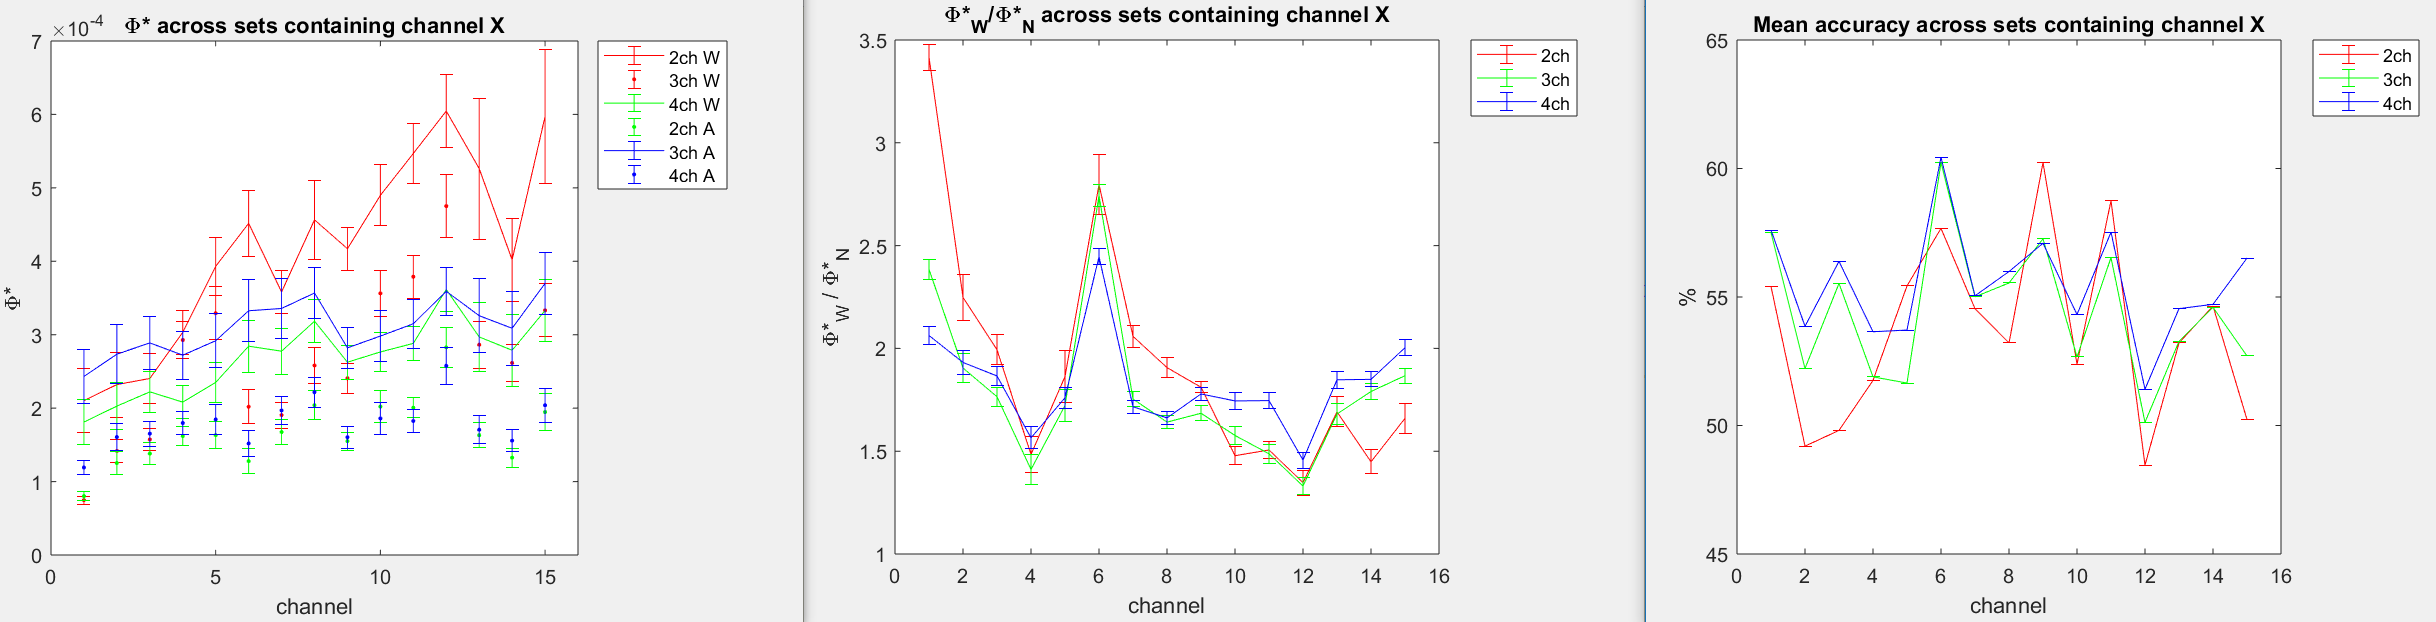 ×10⁻⁴
Φ* across sets containing channel X
7
6
5
4
3
2
1
0
Φ*
0 5 10 15
channel
2ch W
3ch W
4ch W
2ch A
3ch A
4ch A
Φ*W/Φ*N across sets containing channel X
3.5
3
2.5
2
1.5
1
Φ*W / Φ*N
0 2 4 6 8 10 12 14 16
channel
2ch
3ch
4ch
Mean accuracy across sets containing channel X
65
60
55
50
45
%
0 2 4 6 8 10 12 14 16
channel
2ch
3ch
4ch